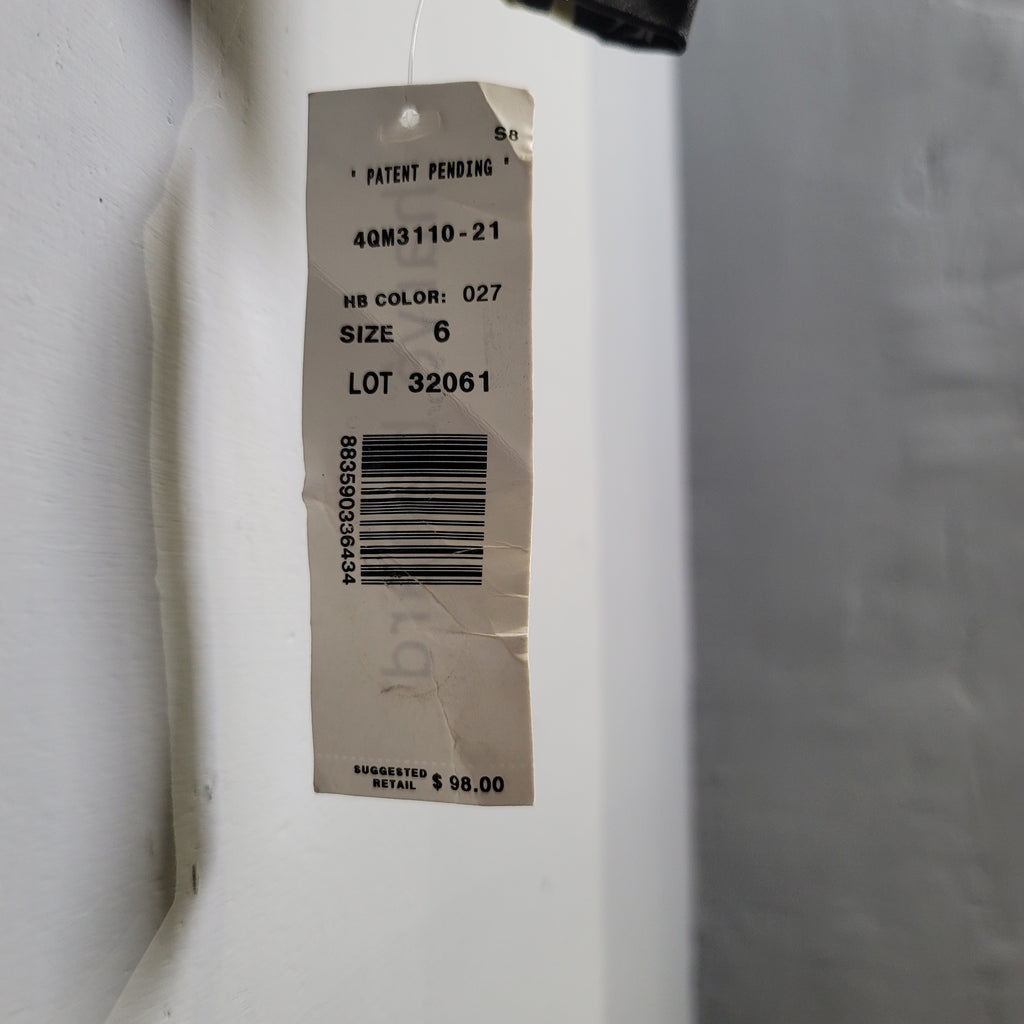 S8
" PATENT PENDING "
4QM3110-21
HB COLOR: 027
SIZE 6
LOT 32061
883590336434
SUGGESTED
RETAIL $ 98.00